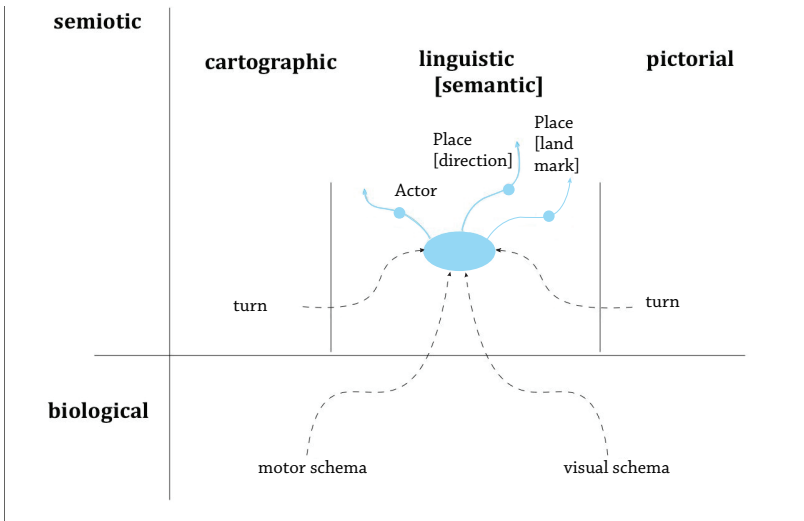 semiotic
cartographic
linguistic
[semantic]
pictorial
Place
[direction]
Place
[land
mark]
Actor
turn
turn
biological
motor schema
visual schema